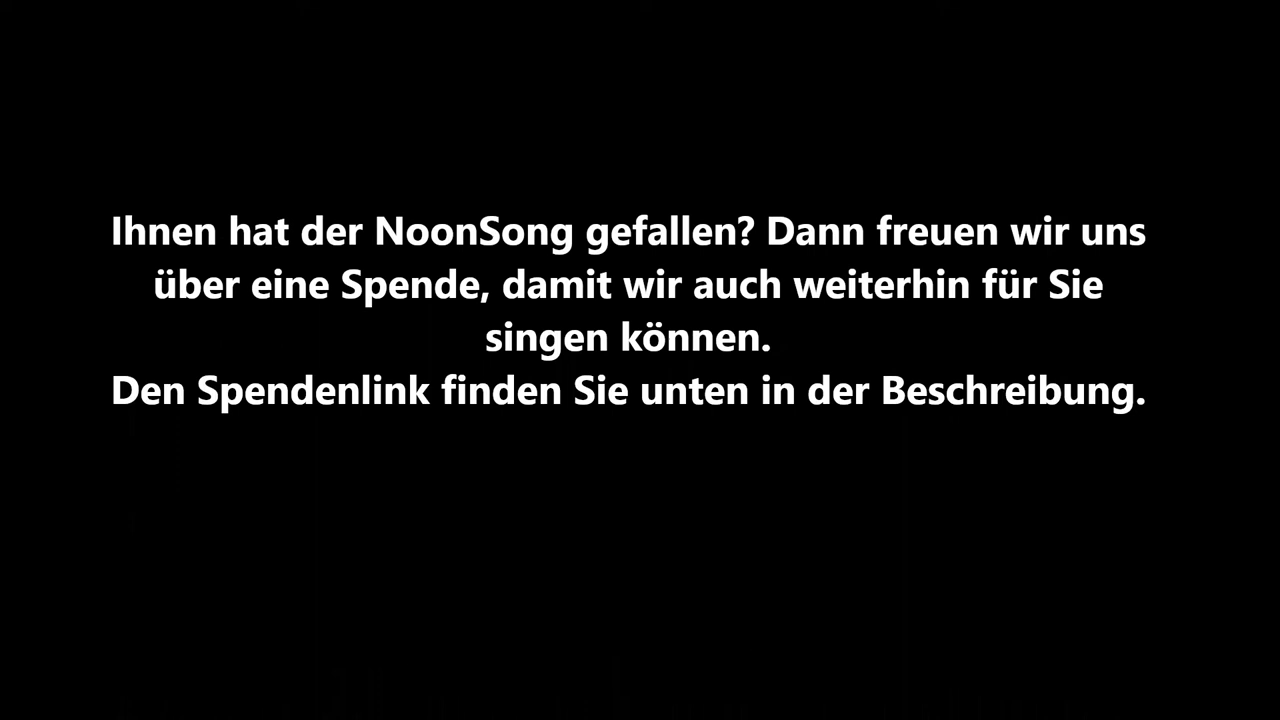 Ihnen hat der NoonSong gefallen? Dann freuen wir uns
über eine Spende, damit wir auch weiterhin für Sie
singen können.
Den Spendenlink finden Sie unten in der Beschreibung.